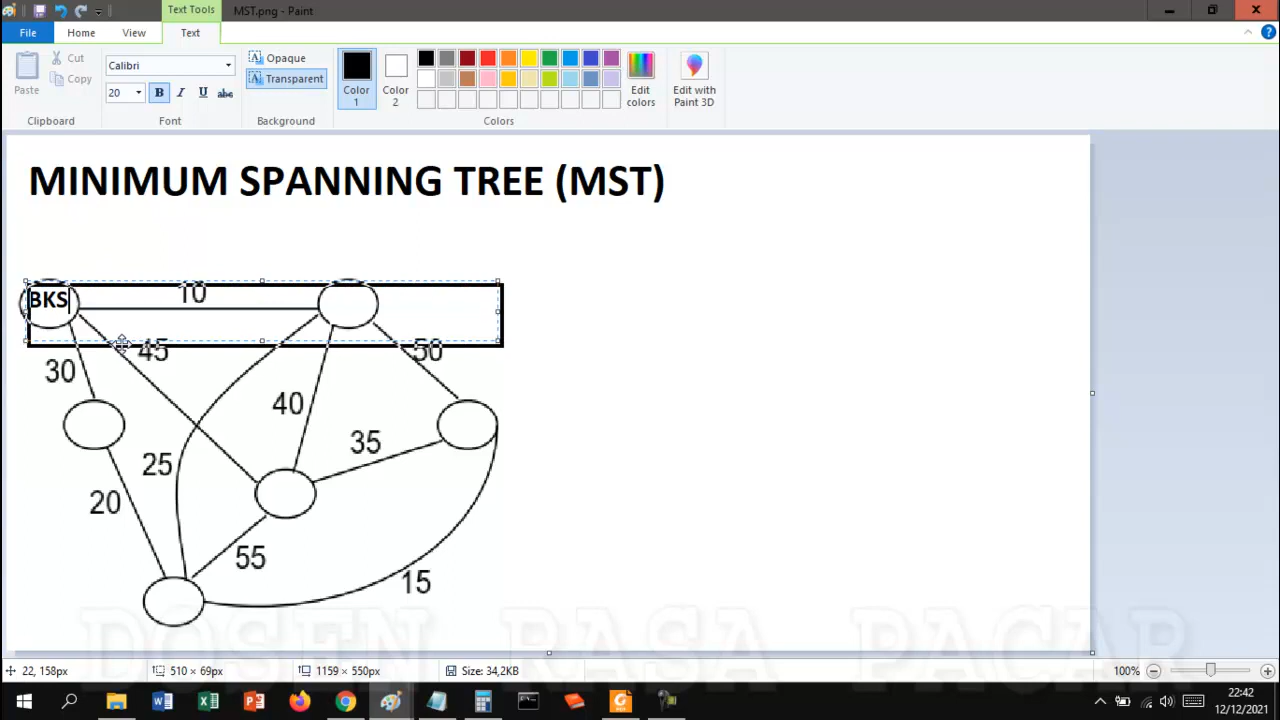 Text Tools
MST.png - Paint
File
Home
View
Text
Paste
Cut
Copy
Clipboard
Calibri
20
B
I
U
abc
Font
A Opaque
A Transparent
Background
Color 1
Color 2
Edit colors
Edit with Paint 3D
Colors
MINIMUM SPANNING TREE (MST)
BKS
10
45
50
30
40
35
25
20
55
15
DOSEN RASA PACAR
22, 158px
510 × 69px
1159 × 550px
Size: 34,2KB
100%
22:42
12/12/2021